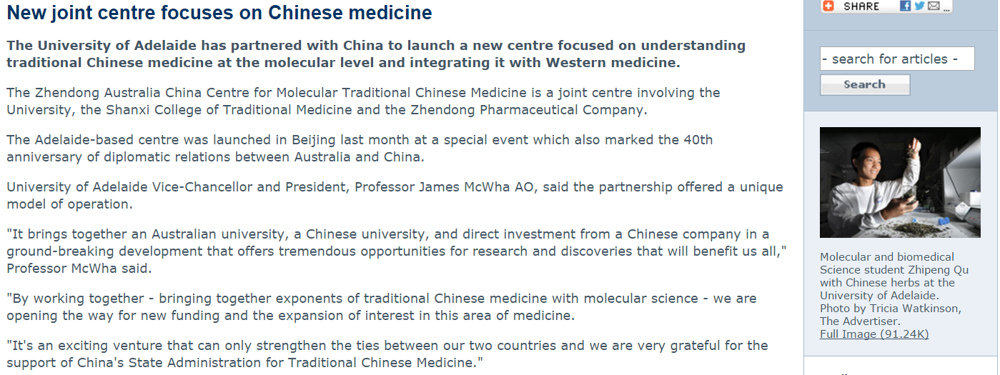 New joint centre focuses on Chinese medicine
The University of Adelaide has partnered with China to launch a new centre focused on understanding
traditional Chinese medicine at the molecular level and integrating it with Western medicine.
The Zhendong Australia China Centre for Molecular Traditional Chinese Medicine is a joint centre involving the
University, the Shanxi College of Traditional Medicine and the Zhendong Pharmaceutical Company.
The Adelaide-based centre was launched in Beijing last month at a special event which also marked the 40th
anniversary of diplomatic relations between Australia and China.
University of Adelaide Vice-Chancellor and President, Professor James McWha AO, said the partnership offered a unique
model of operation.
"It brings together an Australian university, a Chinese university, and direct investment from a Chinese company in a
ground-breaking development that offers tremendous opportunities for research and discoveries that will benefit us all,"
Professor McWha said.
"By working together - bringing together exponents of traditional Chinese medicine with molecular science - we are
opening the way for new funding and the expansion of interest in this area of medicine.
"It's an exciting venture that can only strengthen the ties between our two countries and we are very grateful for the
support of China's State Administration for Traditional Chinese Medicine."
SHARE ...
- search for articles -
Search
Molecular and biomedical
Science student Zhipeng Qu
with Chinese herbs at the
University of Adelaide.
Photo by Tricia Watkinson,
The Advertiser.
Full Image (91.24K)